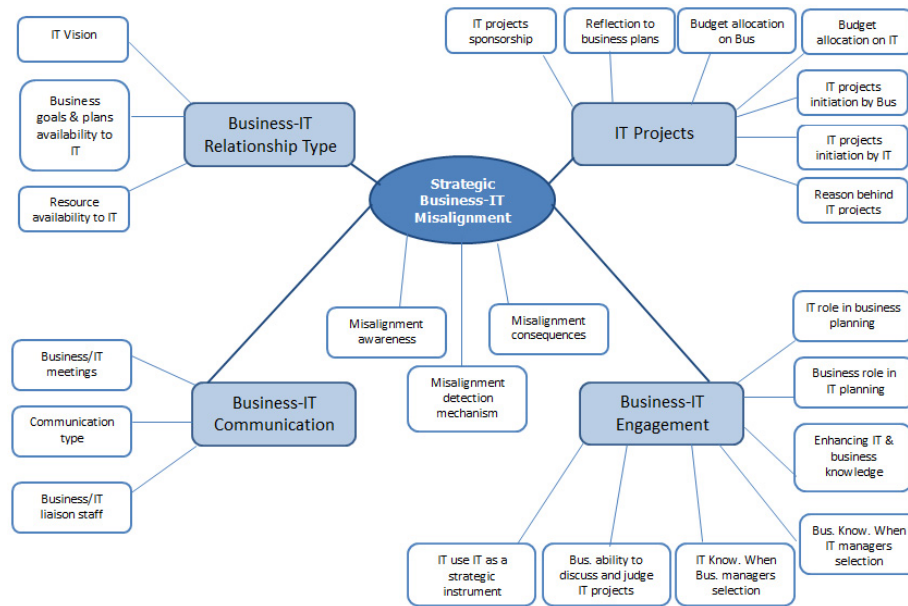 IT Vision
Business
goals & plans
availability to
IT
Resource
availability to IT
Business-IT
Relationship Type
IT projects
sponsorship
Reflection to
business plans
Budget
allocation on
Bus
Budget
allocation on IT
IT projects
initiation by Bus
IT projects
initiation by IT
Reason behind
IT projects
IT Projects
Strategic
Business-IT
Misalignment
Misalignment
awareness
Misalignment
detection
mechanism
Misalignment
consequences
Business/IT
meetings
Communication
type
Business/IT
liaison staff
Business-IT
Communication
Business-IT
Engagement
IT role in business
planning
Business role in
IT planning
Enhancing IT &
business
knowledge
Bus. Know. When
IT managers
selection
IT Know. When
Bus. managers
selection
Bus. ability to
discuss and judge
IT projects
IT use IT as a
strategic
instrument